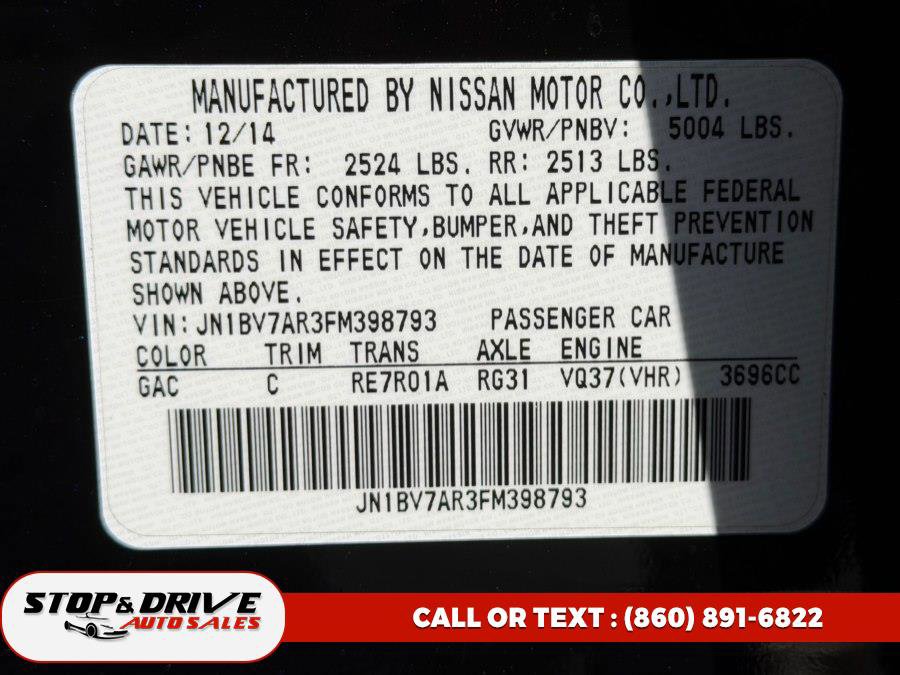 MANUFACTURED BY NISSAN MOTOR CO.,LTD.
DATE: 12/14 GVWR/PNBV: 5004 LBS.
GAWR/PNBE FR: 2524 LBS. RR: 2513 LBS.
THIS VEHICLE CONFORMS TO ALL APPLICABLE FEDERAL
MOTOR VEHICLE SAFETY,BUMPER,AND THEFT PREVENTION
STANDARDS IN EFFECT ON THE DATE OF MANUFACTURE
SHOWN ABOVE.
VIN: JN1BV7AR3FM398793 PASSENGER CAR
COLOR TRIM TRANS AXLE ENGINE
GAC C RE7R01A RG31 VQ37(VHR) 3696CC
JN1BV7AR3FM398793
STOP & DRIVE
AUTO SALES
CALL OR TEXT : (860) 891-6822